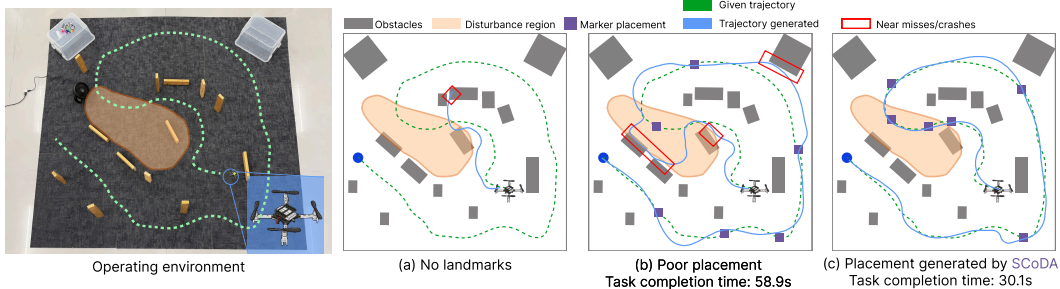 Given trajectory
Obstacles
Disturbance region
Marker placement
Trajectory generated
Near misses/crashes
Operating environment
(a) No landmarks
(b) Poor placement
Task completion time: 58.9s
(c) Placement generated by SCoDA
Task completion time: 30.1s